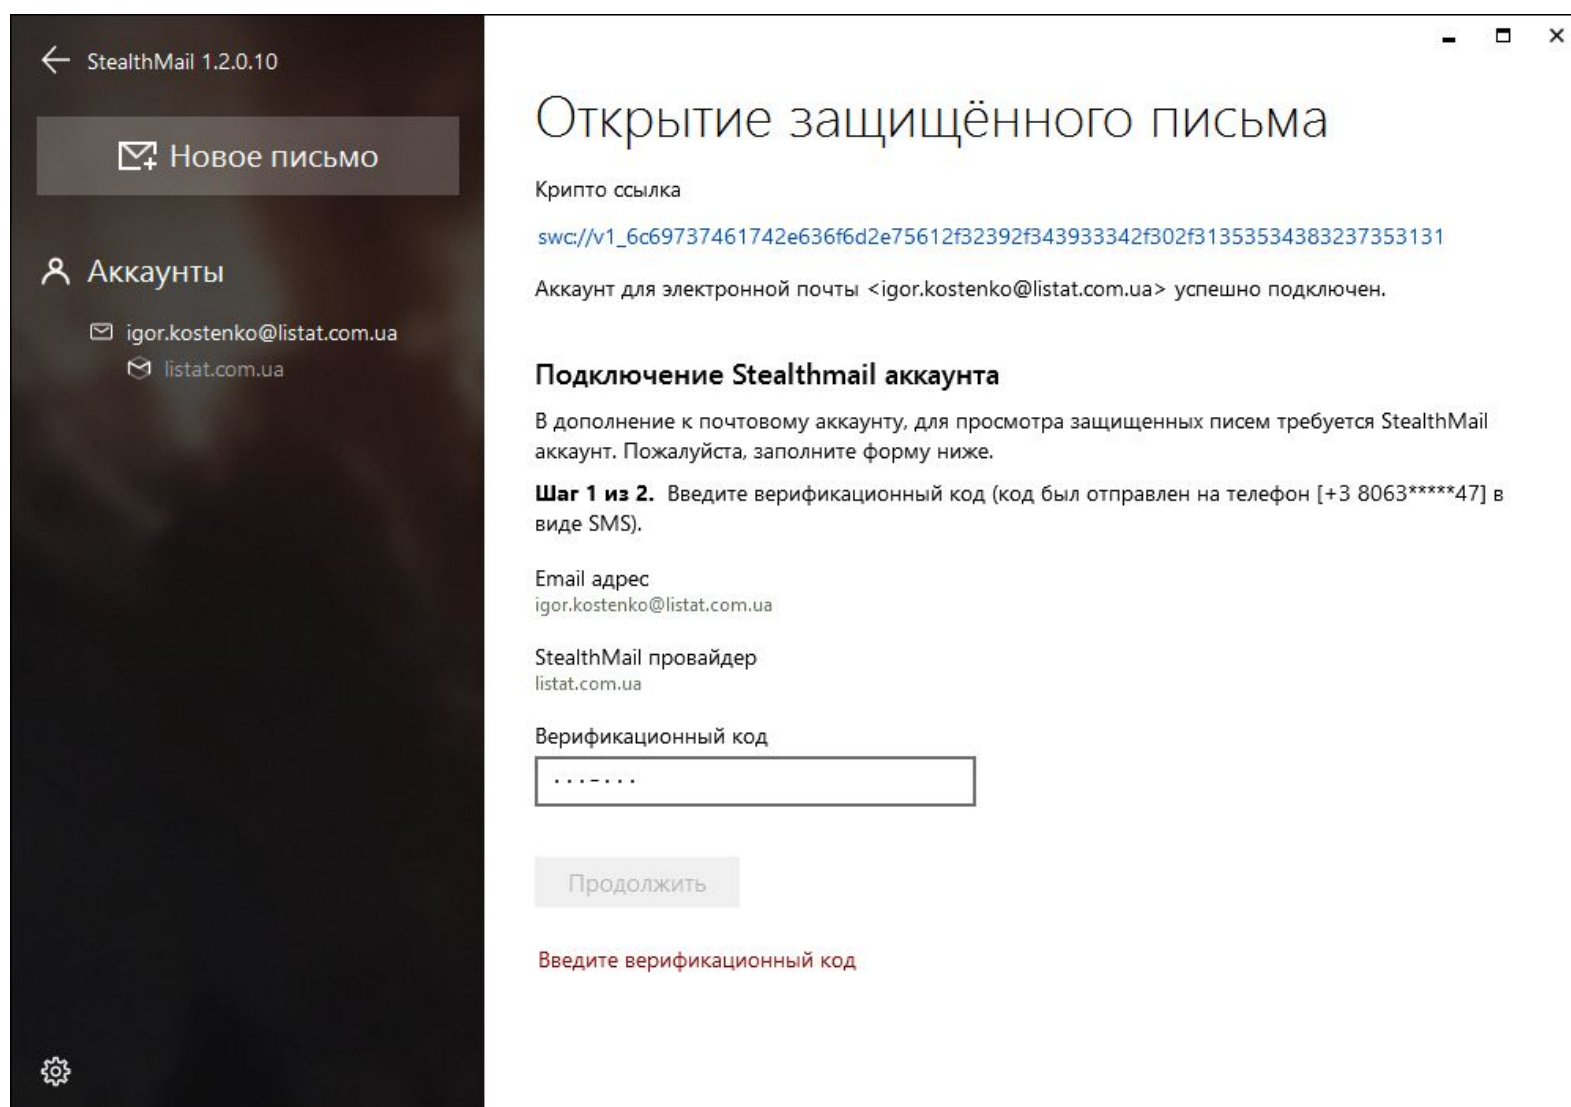 StealthMail 1.2.0.10
Новое письмо
Аккаунты
igor.kostenko@listat.com.ua
listat.com.ua
Открытие защищённого письма
Крипто ссылка
swc://v1_6c69737461742e636f6d2e75612f32392f343933342f302f31353534383237353131
Аккаунт для электронной почты <igor.kostenko@listat.com.ua> успешно подключен.
Подключение Stealthmail аккаунта
В дополнение к почтовому аккаунту, для просмотра защищенных писем требуется StealthMail
аккаунт. Пожалуйста, заполните форму ниже.
Шаг 1 из 2. Введите верификационный код (код был отправлен на телефон [+3 8063*****47] в
виде SMS).
Email адрес
igor.kostenko@listat.com.ua
StealthMail провайдер
listat.com.ua
Верификационный код
...-...
Продолжить
Введите верификационный код